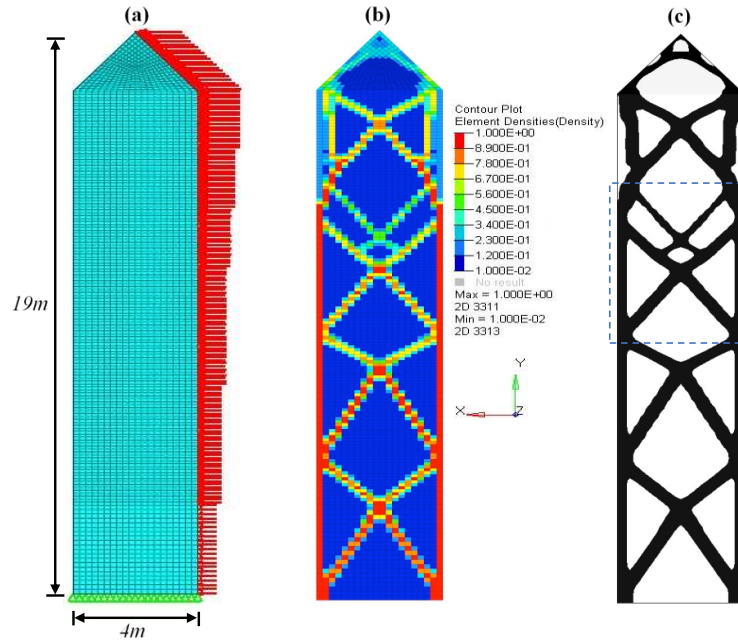 (a)
(b)
(c)
19m
4m
Contour Plot
Element Densities(Density)
1.000E+00
8.900E-01
7.800E-01
6.700E-01
5.600E-01
4.500E-01
3.400E-01
2.300E-01
1.200E-01
1.000E-02
No result
Max = 1.000E+00
2D 3311
Min = 1.000E-02
2D 3313
Y
X
Z